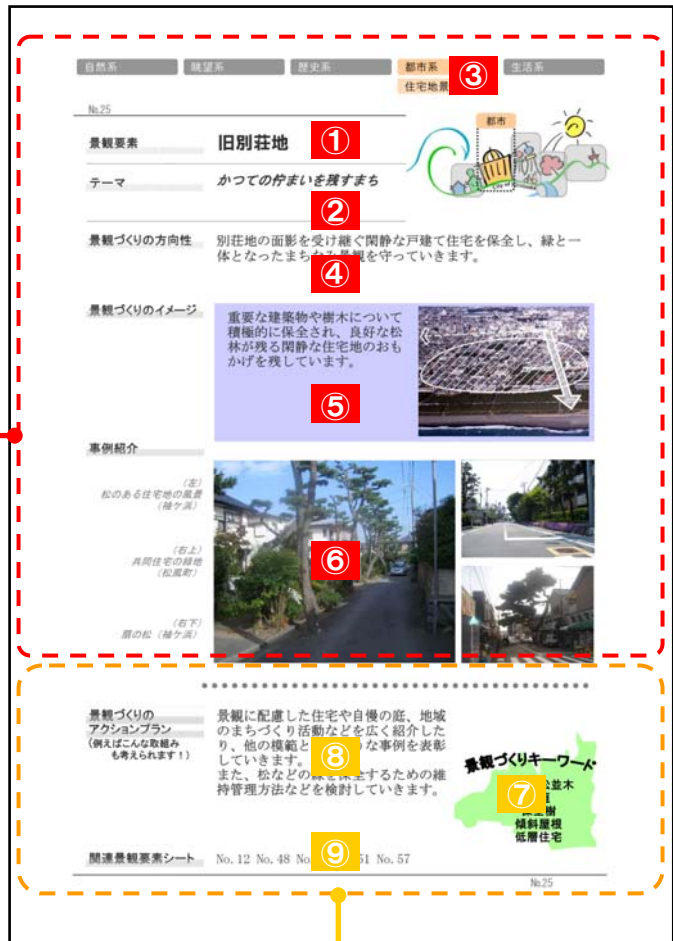 自然系 眺望系 歴史系 都市系 ③ 生活系
住宅地景
No.25
景観要素 旧別荘地 ①
都市
テーマ かつての佇まいを残すまち
②
景観づくりの方向性 別荘地の面影を受け継ぐ閑静な戸建て住宅を保全し、緑と一
体となったまちなみ景観を守っていきます。
④
景観づくりのイメージ 重要な建築物や樹木について
積極的に保全され、良好な松
林が残る閑静な住宅地のおも
かげを残しています。
⑤
事例紹介
(左)
松のある住宅地の風景
(袖ケ浜)
⑥
(右上)
共同住宅の緑地
(松風町)
(右下)
扇の松(袖ケ浜)
景観づくりの
アクションプラン
(例えばこんな取組み
も考えられます!)
景観に配慮した住宅や自慢の庭、地域
のまちづくり活動などを広く紹介した
り、他の模範と ⑧ な事例を表彰
していきます。
また、松などの緑を保全するための維
持管理方法などを検討していきます。
景観づくりキーワード
⑦ 松並木
樹
傾斜屋根
低層住宅
関連景観要素シート No.12 No.48 No. ⑨ 51 No.57
No.25